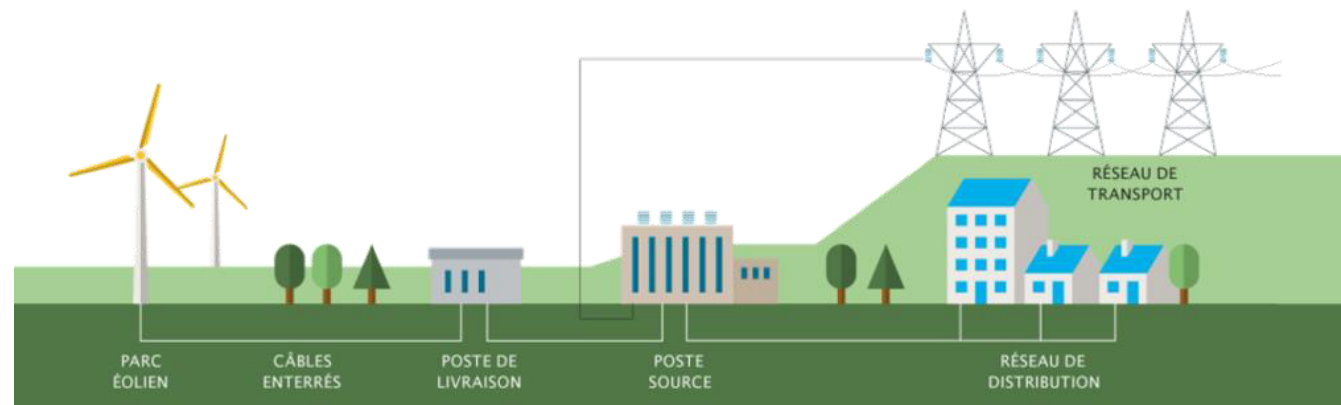 RÉSEAU DE
TRANSPORT
PARC
ÉOLIEN
CÂBLES
ENTERRÉS
POSTE DE
LIVRAISON
POSTE
SOURCE
RÉSEAU DE
DISTRIBUTION